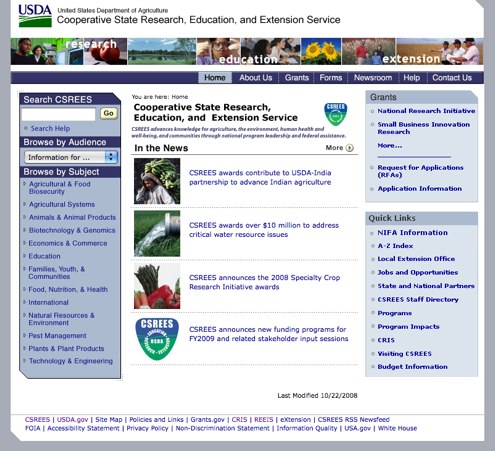 USDA
United States Department of Agriculture
Cooperative State Research, Education, and Extension Service
research
education
extension
Home
About Us
Grants
Forms
Newsroom
Help
Contact Us
Search CSREES
Go
Search Help
Browse by Audience
Information for ...
Browse by Subject
Agricultural & Food
Biosecurity
Agricultural Systems
Animals & Animal Products
Biotechnology & Genomics
Economics & Commerce
Education
Families, Youth, &
Communities
Food, Nutrition, & Health
International
Natural Resources &
Environment
Pest Management
Plants & Plant Products
Technology & Engineering
You are here: Home
Cooperative State Research,
Education, and Extension Service
CSREES
CSREES advances knowledge for agriculture, the environment, human health and
well-being, and communities through national program leadership and federal assistance.
In the News
More
CSREES awards contribute to USDA-India
partnership to advance Indian agriculture
CSREES awards over $10 million to address
critical water resource issues
CSREES announces the 2008 Specialty Crop
Research Initiative awards
CSREES
USDA
CSREES announces new funding programs for
FY2009 and related stakeholder input sessions
Last Modified 10/22/2008
Grants
National Research Initiative
Small Business Innovation
Research
More...
Request for Applications
(RFAs)
Application Information
Quick Links
NIFA Information
A-Z Index
Local Extension Office
Jobs and Opportunities
State and National Partners
CSREES Staff Directory
Programs
Program Impacts
CRIS
Visiting CSREES
Budget Information
CSREES | USDA.gov | Site Map | Policies and Links | Grants.gov | CRIS | REEIS | eXtension | CSREES RSS Newsfeed
FOIA | Accessibility Statement | Privacy Policy | Non-Discrimination Statement | Information Quality | USA.gov | White House